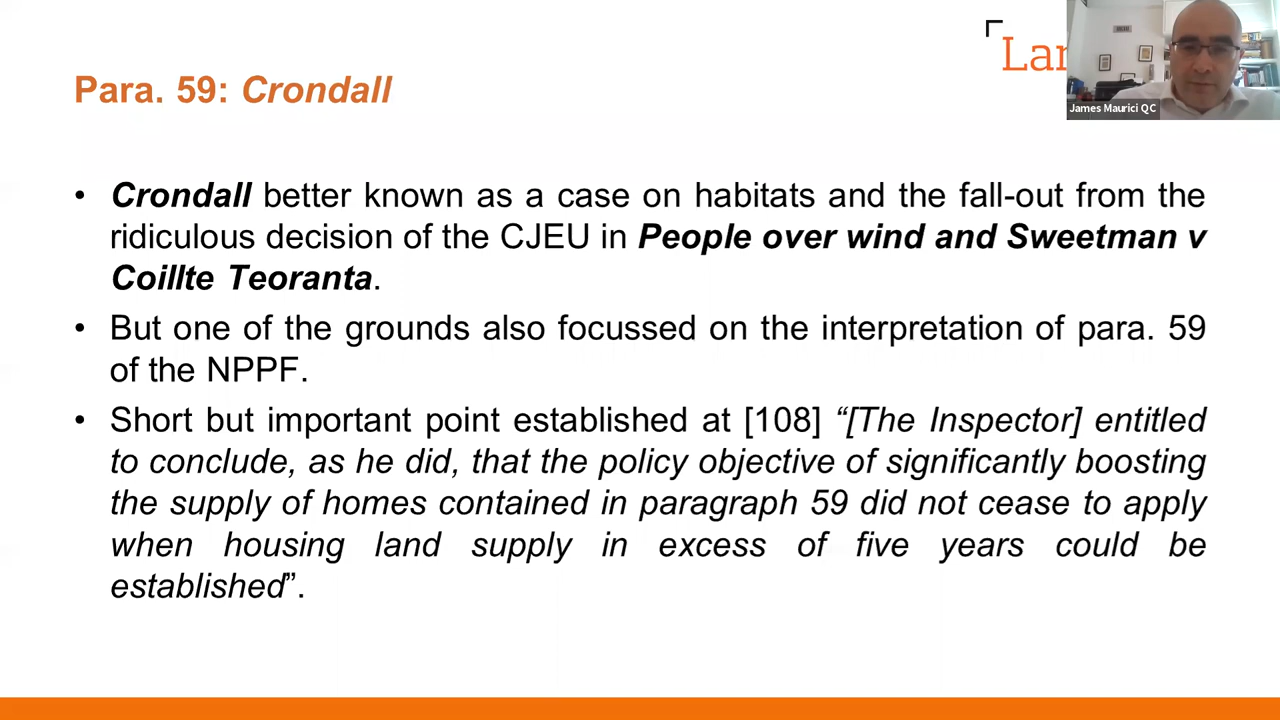 Para. 59: Crondall
James Maurici QC
• Crondall better known as a case on habitats and the fall-out from the
ridiculous decision of the CJEU in People over wind and Sweetman v
Coillte Teoranta.
• But one of the grounds also focussed on the interpretation of para. 59
of the NPPF.
• Short but important point established at [108] “[The Inspector] entitled
to conclude, as he did, that the policy objective of significantly boosting
the supply of homes contained in paragraph 59 did not cease to apply
when housing land supply in excess of five years could be
established”.